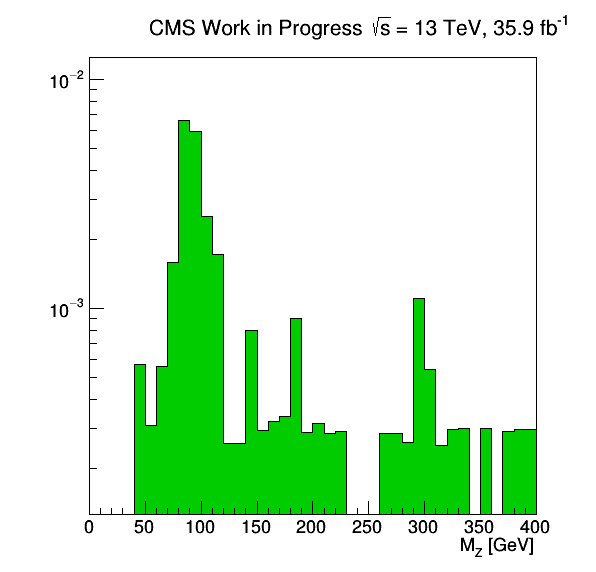 CMS Work in Progress √s = 13 TeV, 35.9 fb⁻¹
10⁻²
10⁻³
0 50 100 150 200 250 300 350 400
M_Z [GeV]